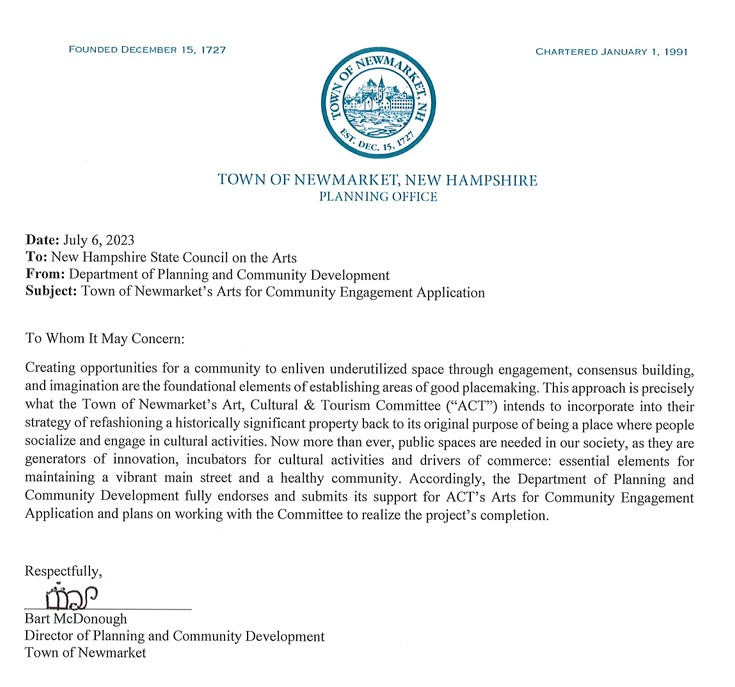 FOUNDED DECEMBER 15, 1727
CHARTERED JANUARY 1, 1991
TOWN OF NEWMARKET, NH
EST. DEC. 15, 1727
TOWN OF NEWMARKET, NEW HAMPSHIRE
PLANNING OFFICE
Date: July 6, 2023
To: New Hampshire State Council on the Arts
From: Department of Planning and Community Development
Subject: Town of Newmarket's Arts for Community Engagement Application
To Whom It May Concern:
Creating opportunities for a community to enliven underutilized space through engagement, consensus building,
and imagination are the foundational elements of establishing areas of good placemaking. This approach is precisely
what the Town of Newmarket's Art, Cultural & Tourism Committee ("ACT") intends to incorporate into their
strategy of refashioning a historically significant property back to its original purpose of being a place where people
socialize and engage in cultural activities. Now more than ever, public spaces are needed in our society, as they are
generators of innovation, incubators for cultural activities and drivers of commerce: essential elements for
maintaining a vibrant main street and a healthy community. Accordingly, the Department of Planning and
Community Development fully endorses and submits its support for ACT's Arts for Community Engagement
Application and plans on working with the Committee to realize the project's completion.
Respectfully,
Bart McDonough
Director of Planning and Community Development
Town of Newmarket